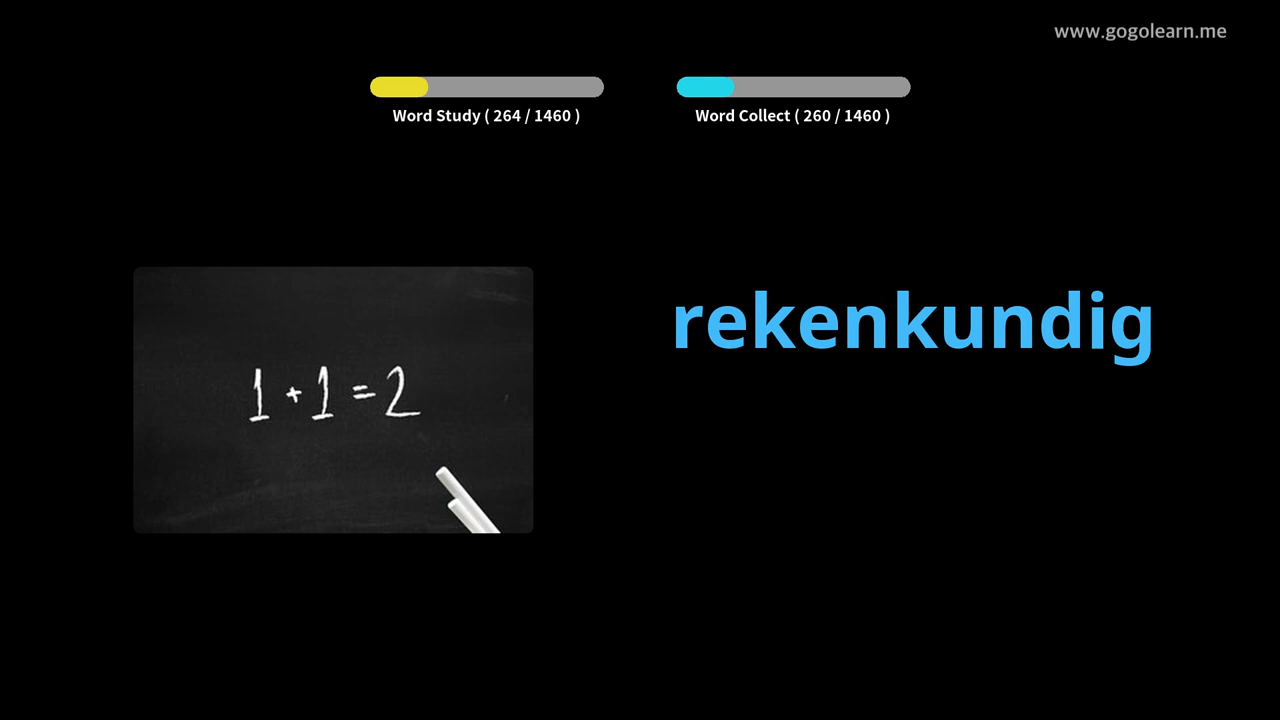 www.gogolearn.me
Word Study ( 264 / 1460 )
Word Collect ( 260 / 1460 )
rekenkundig
1 + 1 = 2